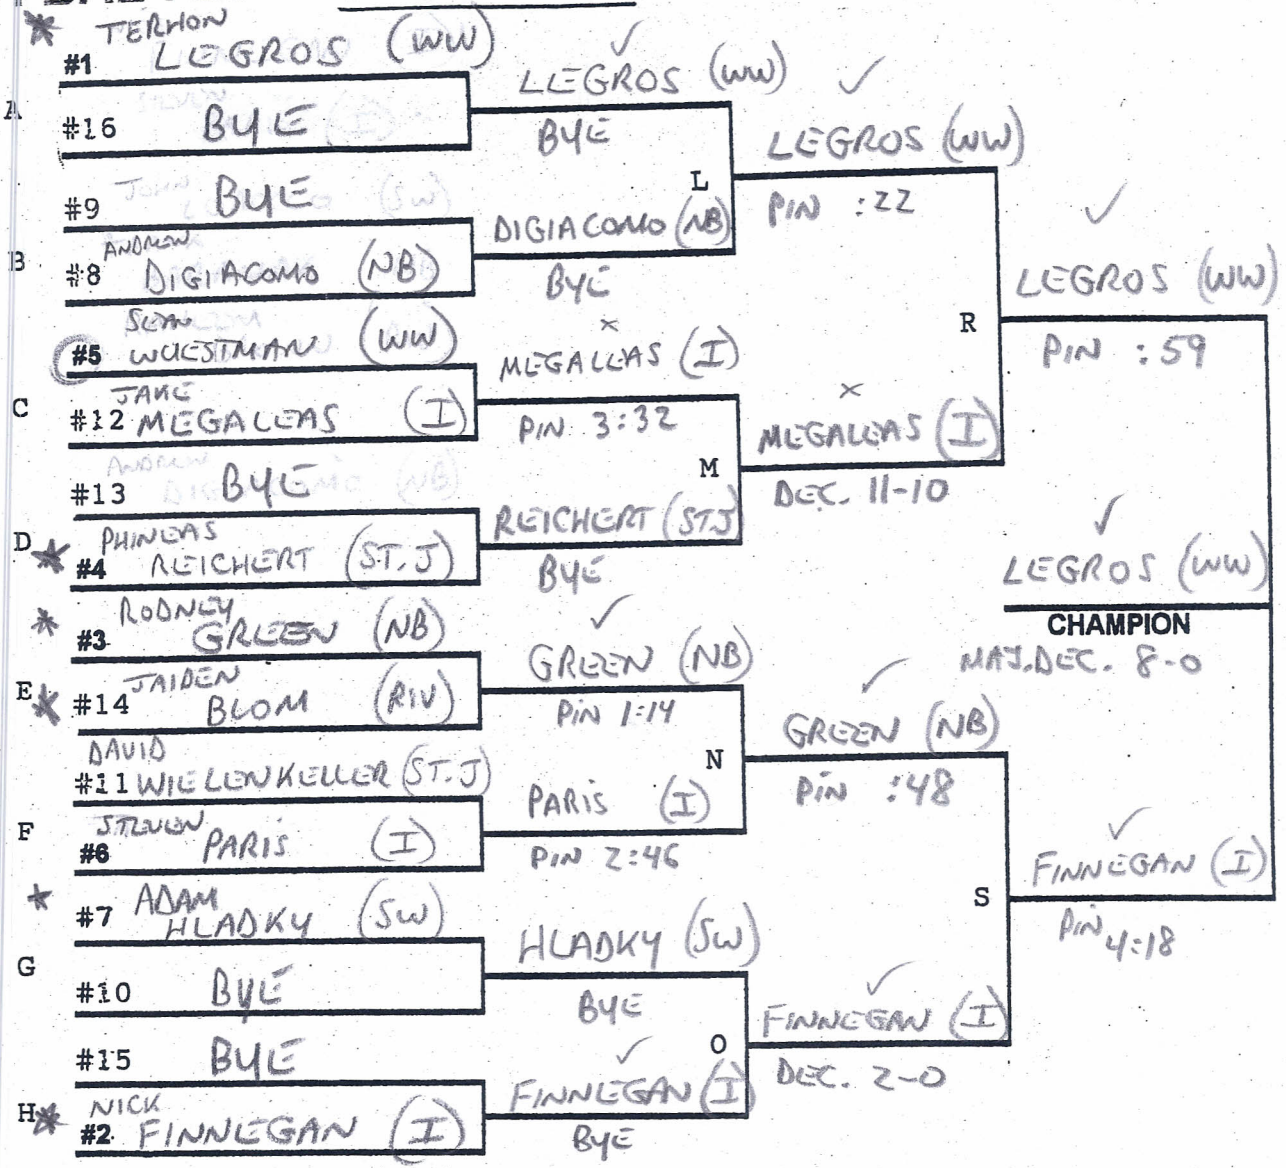 TERHON
#1 LEGROS (WW)
A
#16 BYE
#9 BYE
B
ANDREW
#8 DIGIACOMO (NB)
SEAN
#5 WUESTMAN (WW)
C
JAKE
#12 MEGALEAS (I)
#13 BYE
D
PHINEAS
#4 REICHERT (ST.J)
RODNEY
#3 GREEN (NB)
E
JAIDEN
#14 BLOM (RIV)
DAVID
#11 WIELENKELLER (ST.J)
F
STEVEN
#6 PARIS (I)
ADAM
#7 HLADKY (SW)
G
#10 BYE
#15 BYE
H
NICK
#2 FINNEGAN (I)
LEGROS (WW)
BYE
L
DIGIACOMO (NB)
BYE
MEGALEAS (I)
PIN 3:32
M
REICHERT (STJ)
BYE
GREEN (NB)
PIN 1:14
N
PARIS (I)
PIN 2:46
HLADKY (SW)
BYE
O
FINNEGAN (I)
BYE
LEGROS (WW)
PIN :22
R
MEGALEAS (I)
DEC. 11-10
GREEN (NB)
PIN :48
S
FINNEGAN (I)
DEC. 2-0
LEGROS (WW)
PIN :59
FINNEGAN (I)
PIN 4:18
LEGROS (WW)
CHAMPION
MAJ.DEC. 8-0